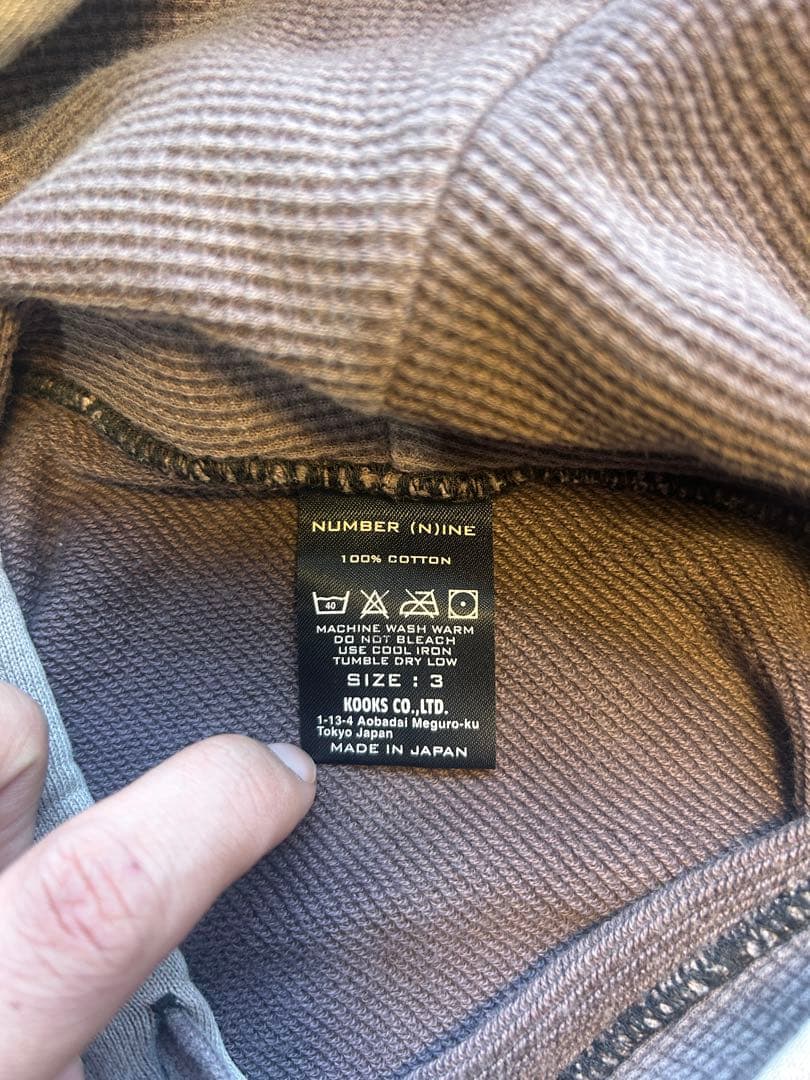 NUMBER (N)INE
100% COTTON
40
MACHINE WASH WARM
DO NOT BLEACH
USE COOL IRON
TUMBLE DRY LOW
SIZE : 3
KOOKS CO.,LTD.
1-13-4 Aobadai Meguro-ku
Tokyo Japan
MADE IN JAPAN